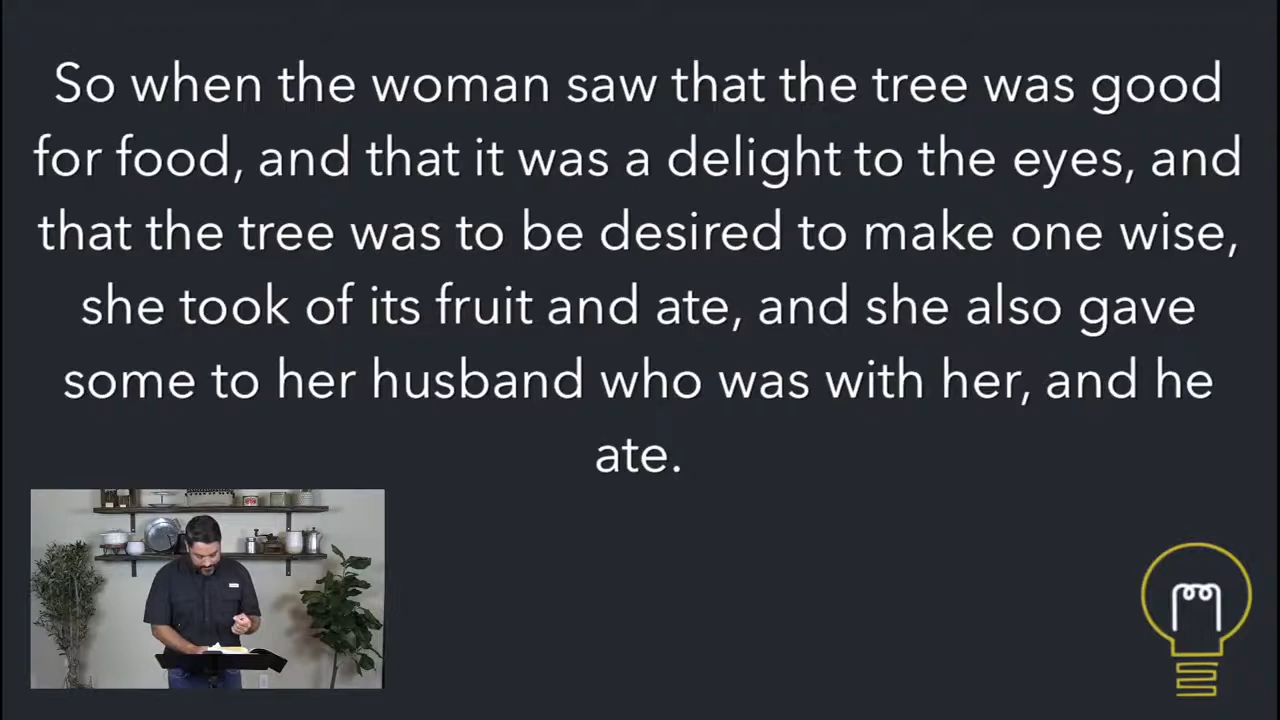 So when the woman saw that the tree was good
for food, and that it was a delight to the eyes, and
that the tree was to be desired to make one wise,
she took of its fruit and ate, and she also gave
some to her husband who was with her, and he
ate.